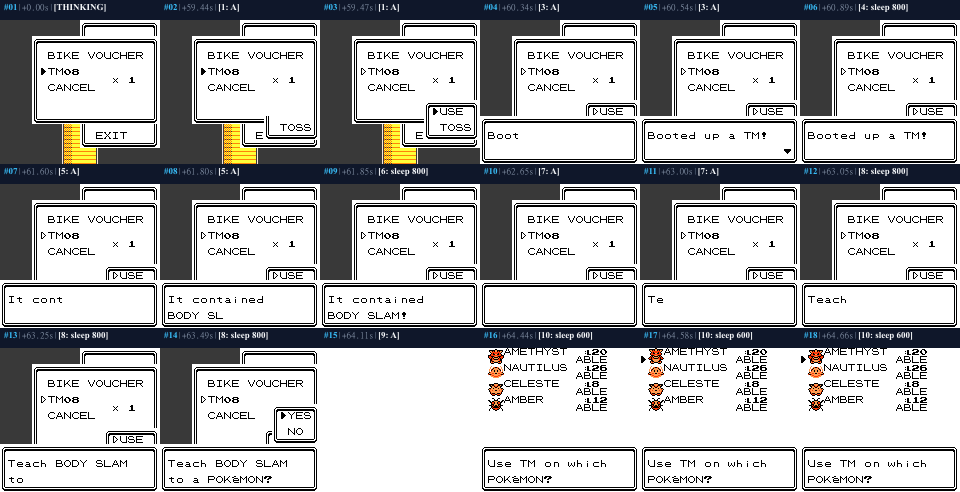 #01|+0.00s|[THINKING]
BIKE VOUCHER
▶TM08
× 1
CANCEL
EXIT
#02|+59.44s|[1: A]
BIKE VOUCHER
▶TM08
× 1
CANCEL
TOSS
E
#03|+59.47s|[1: A]
BIKE VOUCHER
▷TM08
× 1
CANCEL
▶USE
E TOSS
#04|+60.34s|[3: A]
BIKE VOUCHER
▷TM08
× 1
CANCEL
▷USE
Boot
#05|+60.54s|[3: A]
BIKE VOUCHER
▷TM08
× 1
CANCEL
▷USE
Booted up a TM!
▼
#06|+60.89s|[4: sleep 800]
BIKE VOUCHER
▷TM08
× 1
CANCEL
▷USE
Booted up a TM!
#07|+61.60s|[5: A]
BIKE VOUCHER
▷TM08
× 1
CANCEL
▷USE
It cont
#08|+61.80s|[5: A]
BIKE VOUCHER
▷TM08
× 1
CANCEL
▷USE
It contained
BODY SL
#09|+61.85s|[6: sleep 800]
BIKE VOUCHER
▷TM08
× 1
CANCEL
▷USE
It contained
BODY SLAM!
#10|+62.65s|[7: A]
BIKE VOUCHER
▷TM08
× 1
CANCEL
▷USE
#11|+63.00s|[7: A]
BIKE VOUCHER
▷TM08
× 1
CANCEL
▷USE
Te
#12|+63.05s|[8: sleep 800]
BIKE VOUCHER
▷TM08
× 1
CANCEL
▷USE
Teach
#13|+63.25s|[8: sleep 800]
BIKE VOUCHER
▷TM08
× 1
CANCEL
▷USE
Teach BODY SLAM
to
#14|+63.49s|[8: sleep 800]
BIKE VOUCHER
▷TM08
× 1
CANCEL
▶YES
NO
Teach BODY SLAM
to a POKéMON?
#15|+64.11s|[9: A]
#16|+64.44s|[10: sleep 600]
AMETHYST :L20
ABLE
NAUTILUS :L26
ABLE
CELESTE :L8
ABLE
AMBER :L12
ABLE
Use TM on which
POKéMON?
#17|+64.58s|[10: sleep 600]
▶AMETHYST :L20
ABLE
NAUTILUS :L26
ABLE
CELESTE :L8
ABLE
AMBER :L12
ABLE
Use TM on which
POKéMON?
#18|+64.86s|[10: sleep 600]
▶AMETHYST :L20
ABLE
NAUTILUS :L26
ABLE
CELESTE :L8
ABLE
AMBER :L12
ABLE
Use TM on which
POKéMON?